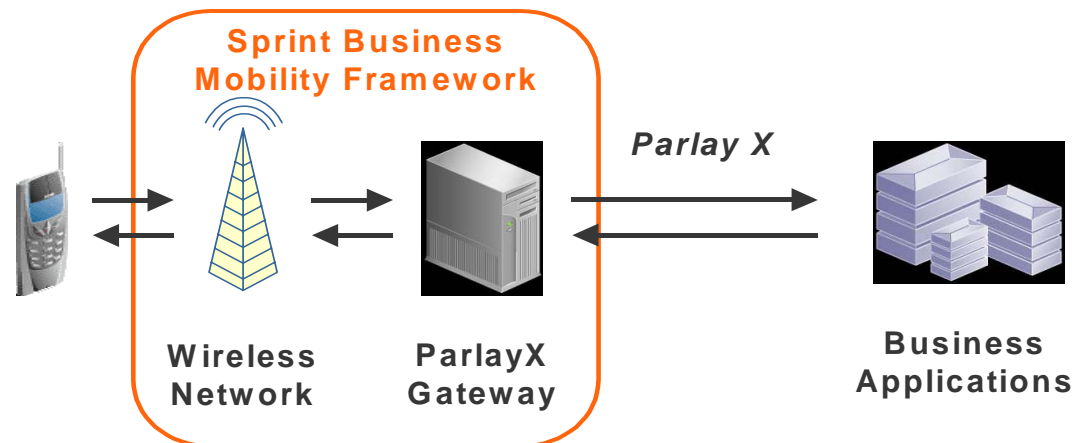 Sprint Business
Mobility Framework
Parlay X
Wireless
Network
ParlayX
Gateway
Business
Applications